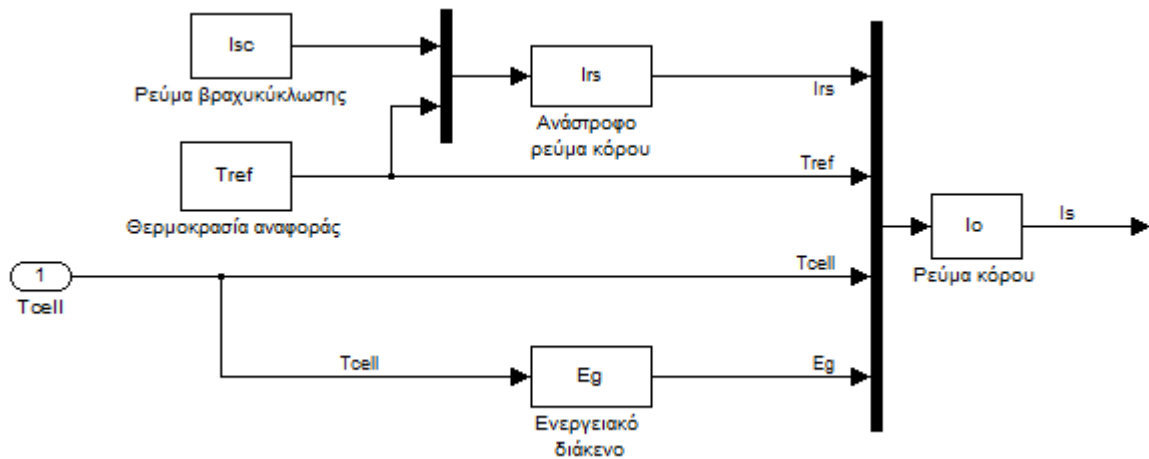 Isc
Ρεύμα βραχυκύκλωσης
Irs
Irs
Ανάστροφο
ρεύμα κόρου
Tref
Tref
Θερμοκρασία αναφοράς
Io
Is
Ρεύμα κόρου
1
Tcell
Tcell
Tcell
Eg
Eg
Ενεργειακό
διάκενο